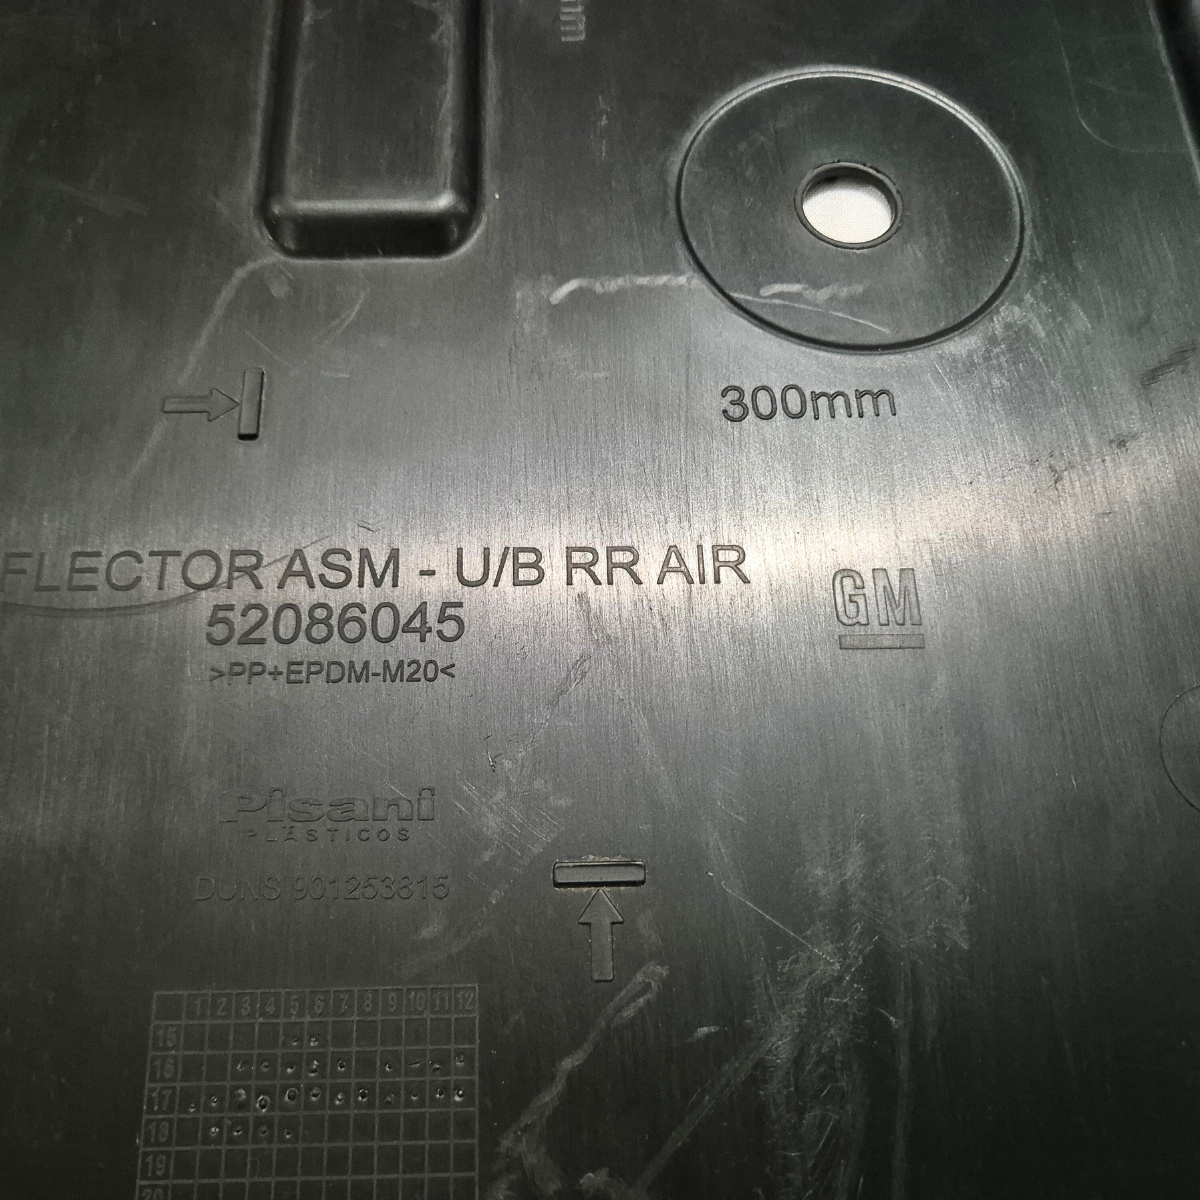 300mm
FLECTOR ASM - U/B RR AIR
52086045
>PP+EPDM-M20<
GM
Pisani
PLÁSTICOS
DUNS 901253815
1 2 3 4 5 6 7 8 9 10 11 12
15
16
17
18
19
20